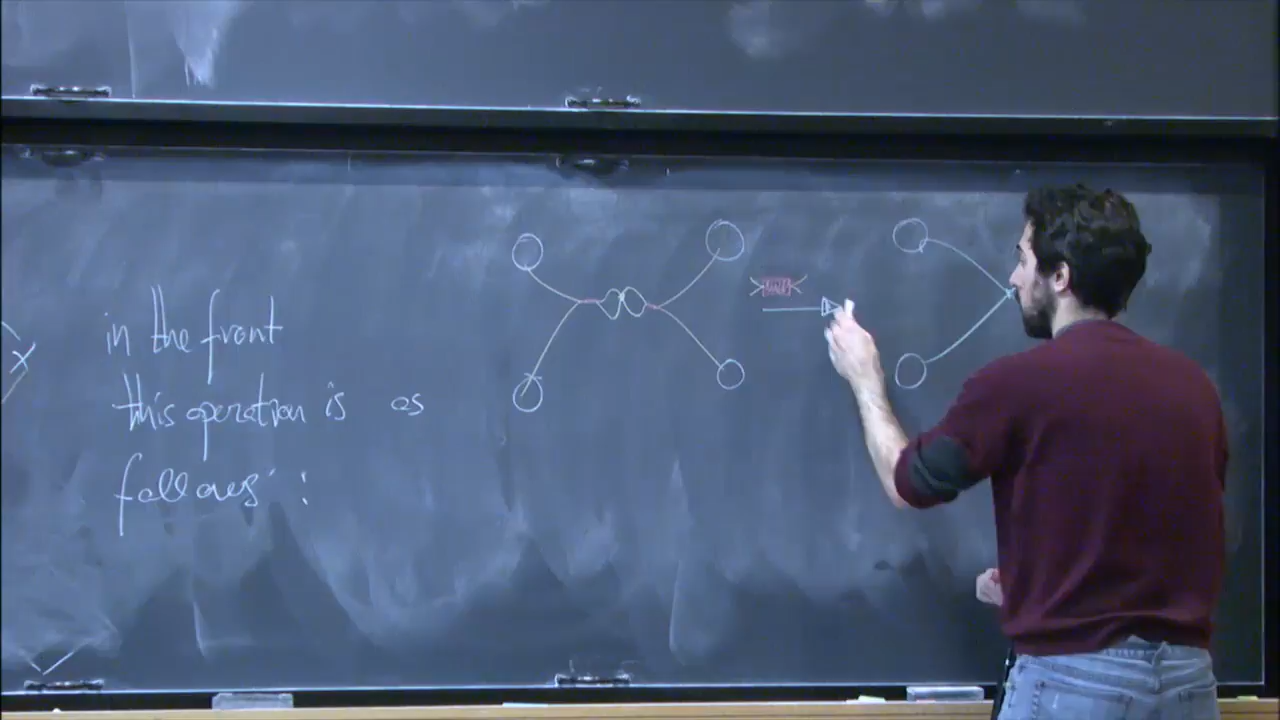 in the front
this operation is as
follows :